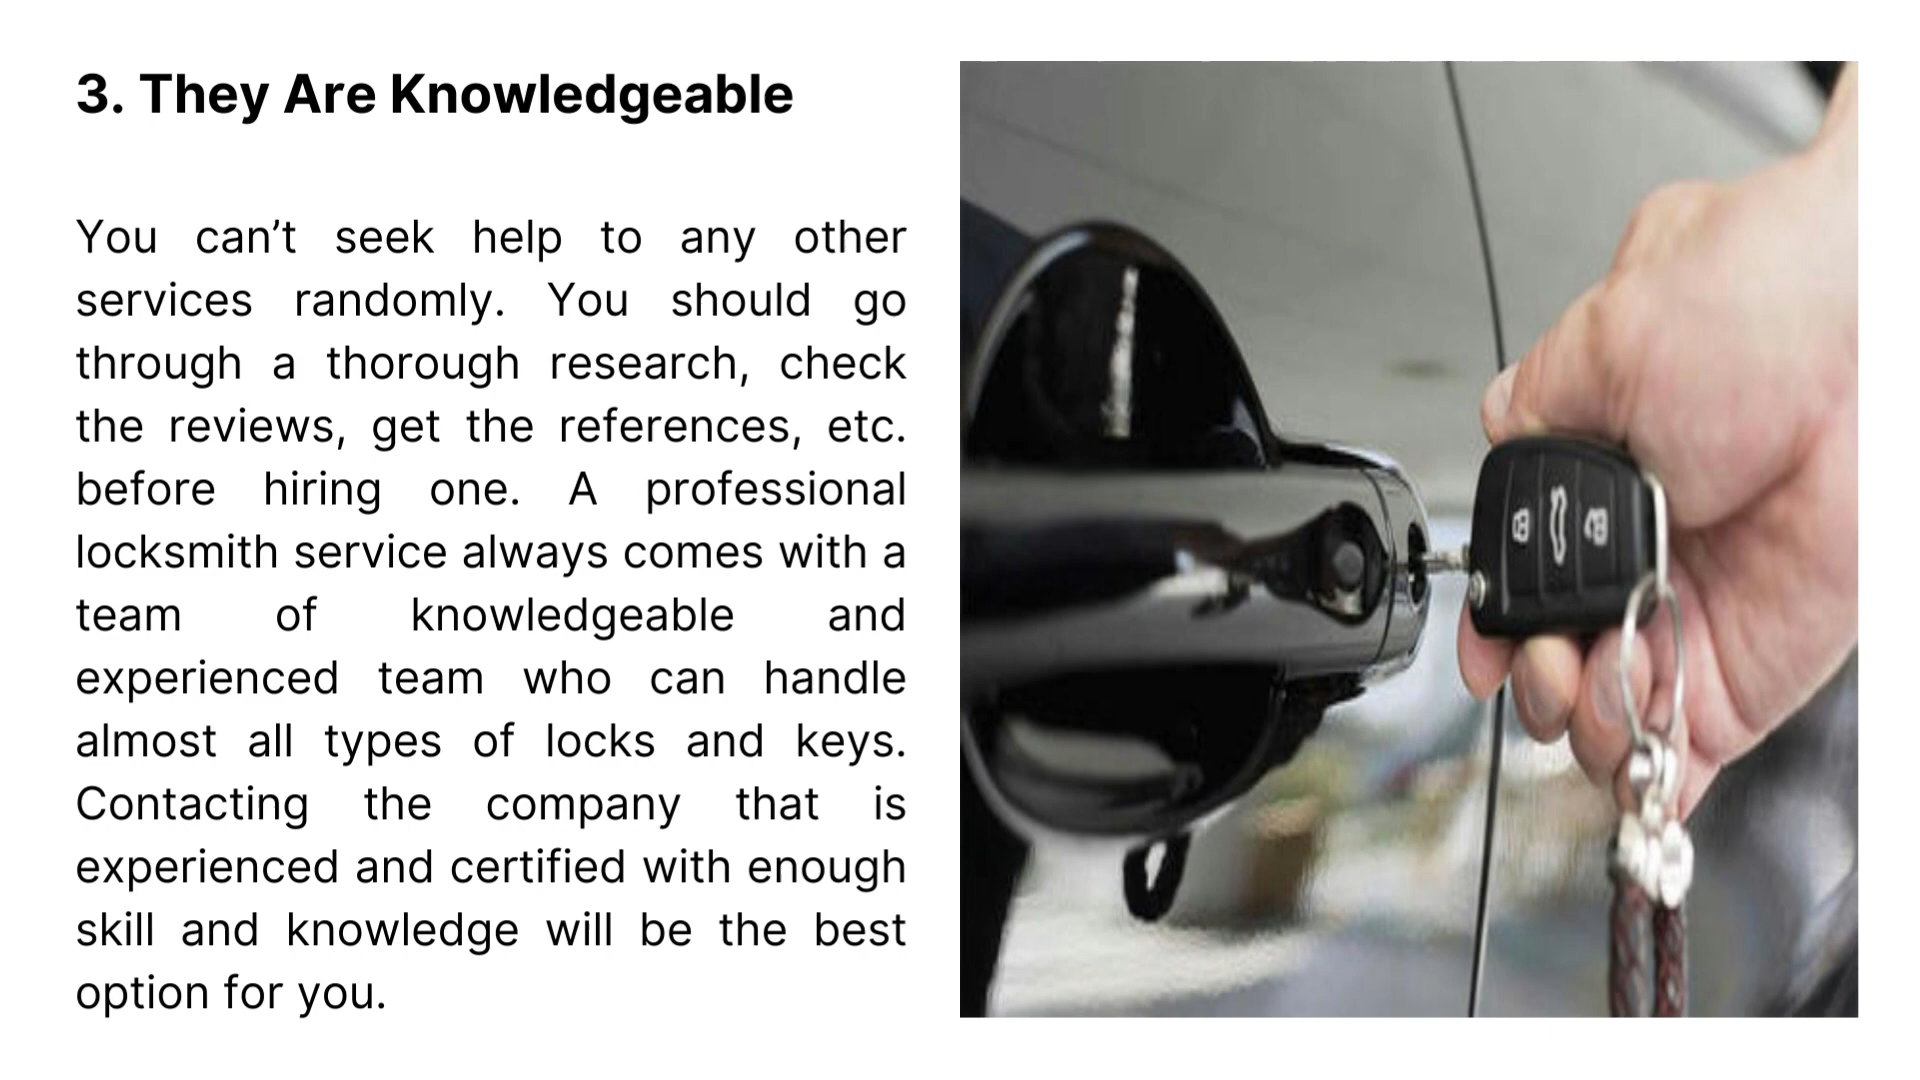 3. They Are Knowledgeable
You can’t seek help to any other
services randomly. You should go
through a thorough research, check
the reviews, get the references, etc.
before hiring one. A professional
locksmith service always comes with a
team of knowledgeable and
experienced team who can handle
almost all types of locks and keys.
Contacting the company that is
experienced and certified with enough
skill and knowledge will be the best
option for you.